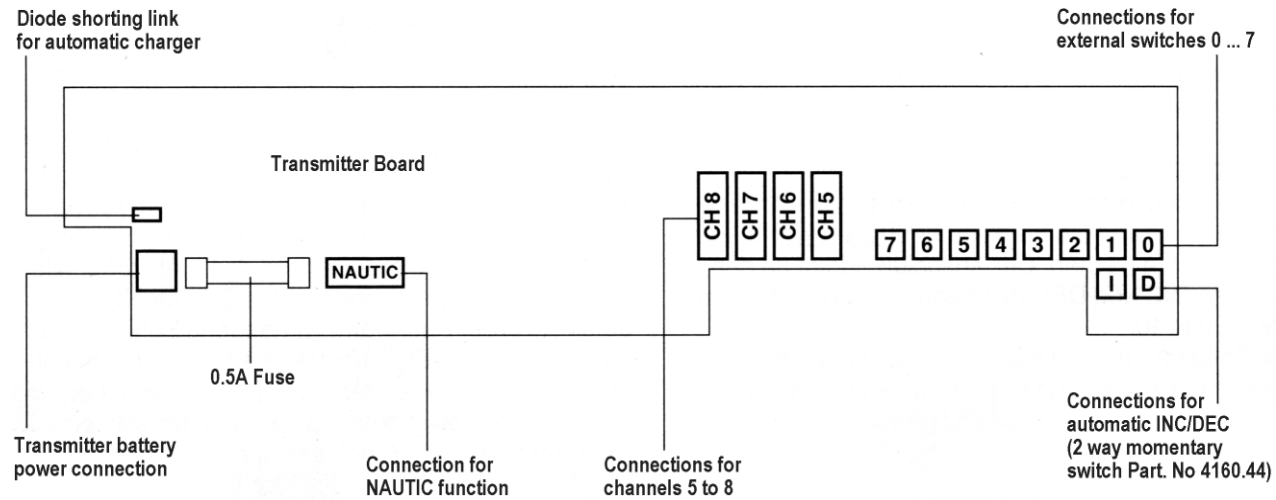 Diode shorting link
for automatic charger
Connections for
external switches 0 ... 7
Transmitter Board
CH 8
CH 7
CH 6
CH 5
7 6 5 4 3 2 1 0
NAUTIC
I D
0.5A Fuse
Transmitter battery
power connection
Connection for
NAUTIC function
Connections for
channels 5 to 8
Connections for
automatic INC/DEC
(2 way momentary
switch Part. No 4160.44)